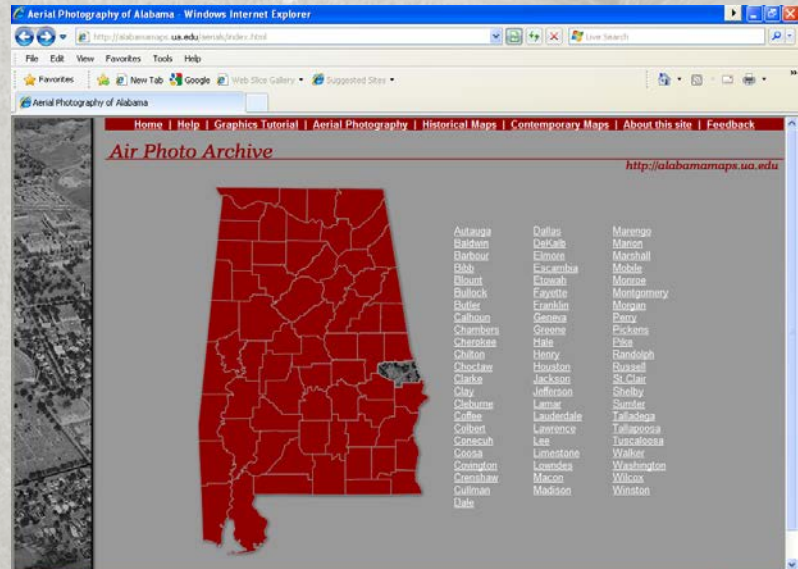 Aerial Photography of Alabama - Windows Internet Explorer
http://alabamamaps.ua.edu/aerials/index.html
Live Search
File Edit View Favorites Tools Help
Favorites New Tab Google Web Slice Gallery Suggested Sites
Aerial Photography of Alabama
Home | Help | Graphics Tutorial | Aerial Photography | Historical Maps | Contemporary Maps | About this site | Feedback
Air Photo Archive
http://alabamamaps.ua.edu
Autauga Dallas Marengo
Baldwin DeKalb Marion
Barbour Elmore Marshall
Bibb Escambia Mobile
Blount Etowah Monroe
Bullock Fayette Montgomery
Butler Franklin Morgan
Calhoun Geneva Perry
Chambers Greene Pickens
Cherokee Hale Pike
Chilton Henry Randolph
Choctaw Houston Russell
Clarke Jackson St.Clair
Clay Jefferson Shelby
Cleburne Lamar Sumter
Coffee Lauderdale Talladega
Colbert Lawrence Tallapoosa
Conecuh Lee Tuscaloosa
Coosa Limestone Walker
Covington Lowndes Washington
Crenshaw Macon Wilcox
Cullman Madison Winston
Dale